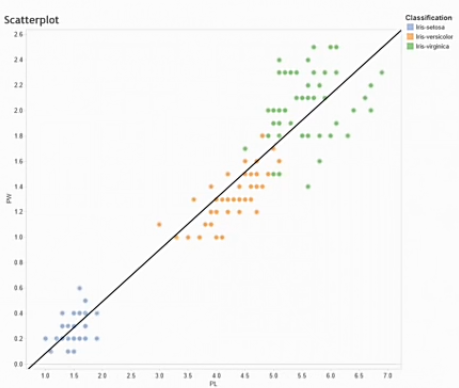 Scatterplot
Classification
Iris-setosa
Iris-versicolor
Iris-virginica
2.6
2.4
2.2
2.0
1.8
1.6
1.4
1.2
1.0
0.8
0.6
0.4
0.2
0.0
PW
1.0 1.5 2.0 2.5 3.0 3.5 4.0 4.5 5.0 5.5 6.0 6.5 7.0
PL